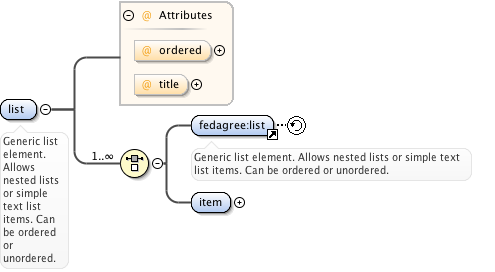 @ Attributes
@ ordered
@ title
list
Generic list
element.
Allows
nested lists
or simple
text list
items. Can
be ordered
or
unordered.
1..∞
fedagree:list
Generic list element. Allows nested lists or simple text
list items. Can be ordered or unordered.
item